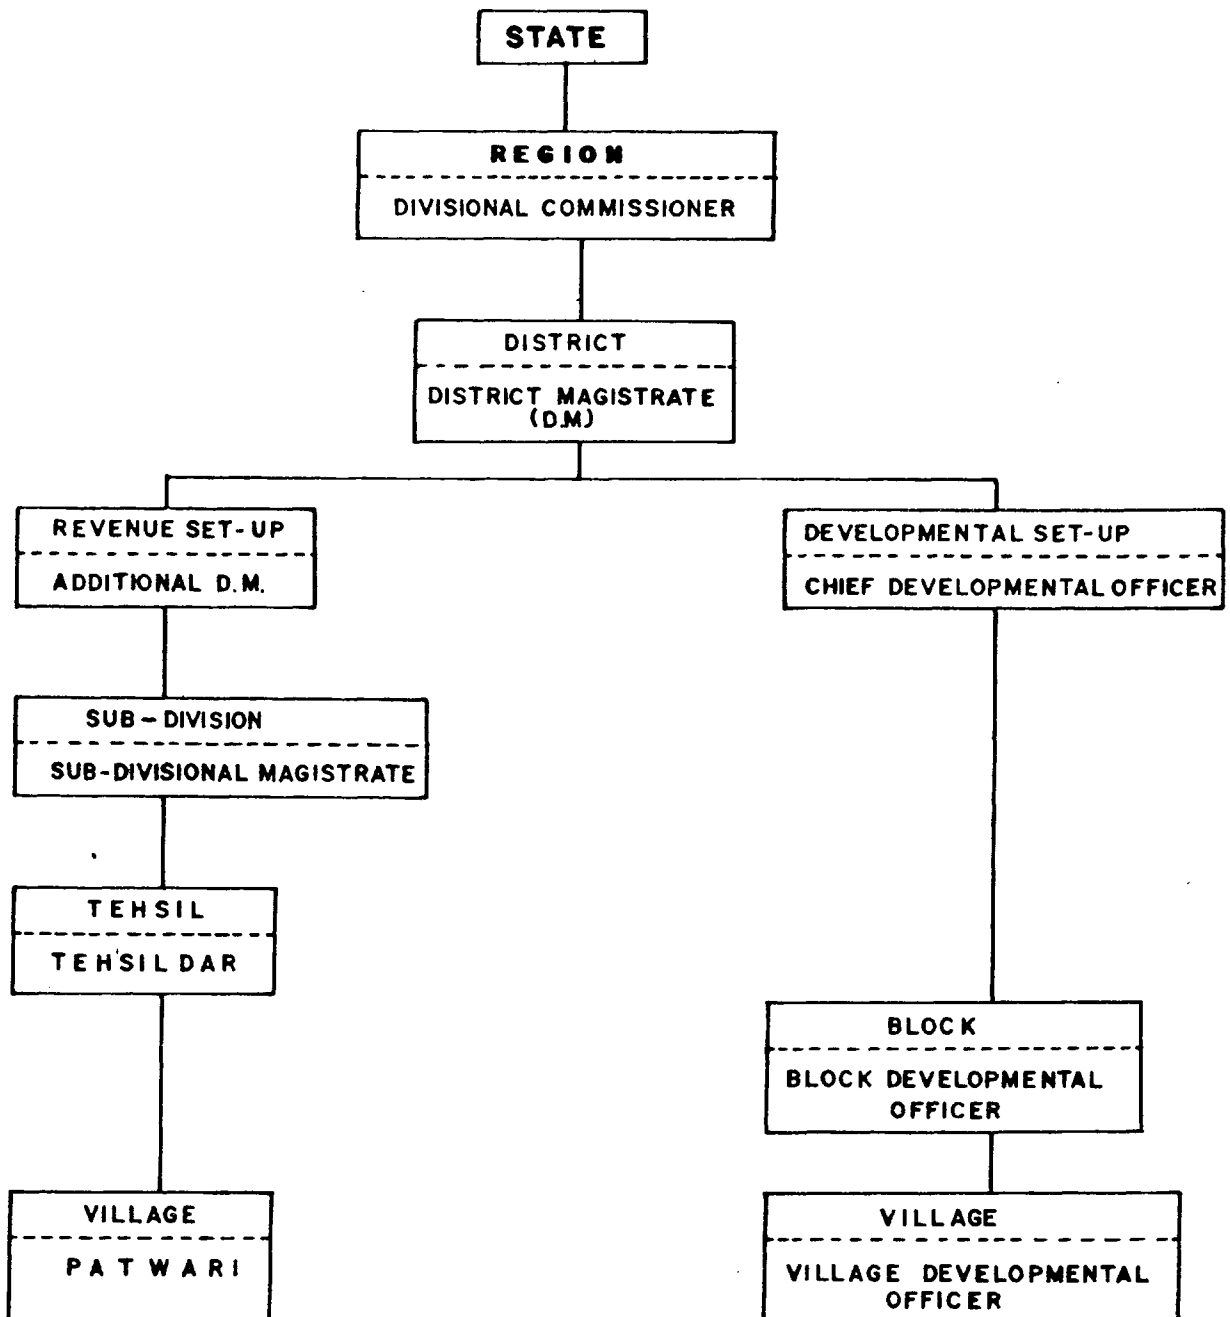 STATE
REGION
DIVISIONAL COMMISSIONER
DISTRICT
DISTRICT MAGISTRATE
(D.M)
REVENUE SET-UP
ADDITIONAL D.M.
DEVELOPMENTAL SET-UP
CHIEF DEVELOPMENTAL OFFICER
SUB-DIVISION
SUB-DIVISIONAL MAGISTRATE
TEHSIL
TEHSILDAR
BLOCK
BLOCK DEVELOPMENTAL
OFFICER
VILLAGE
PATWARI
VILLAGE
VILLAGE DEVELOPMENTAL
OFFICER